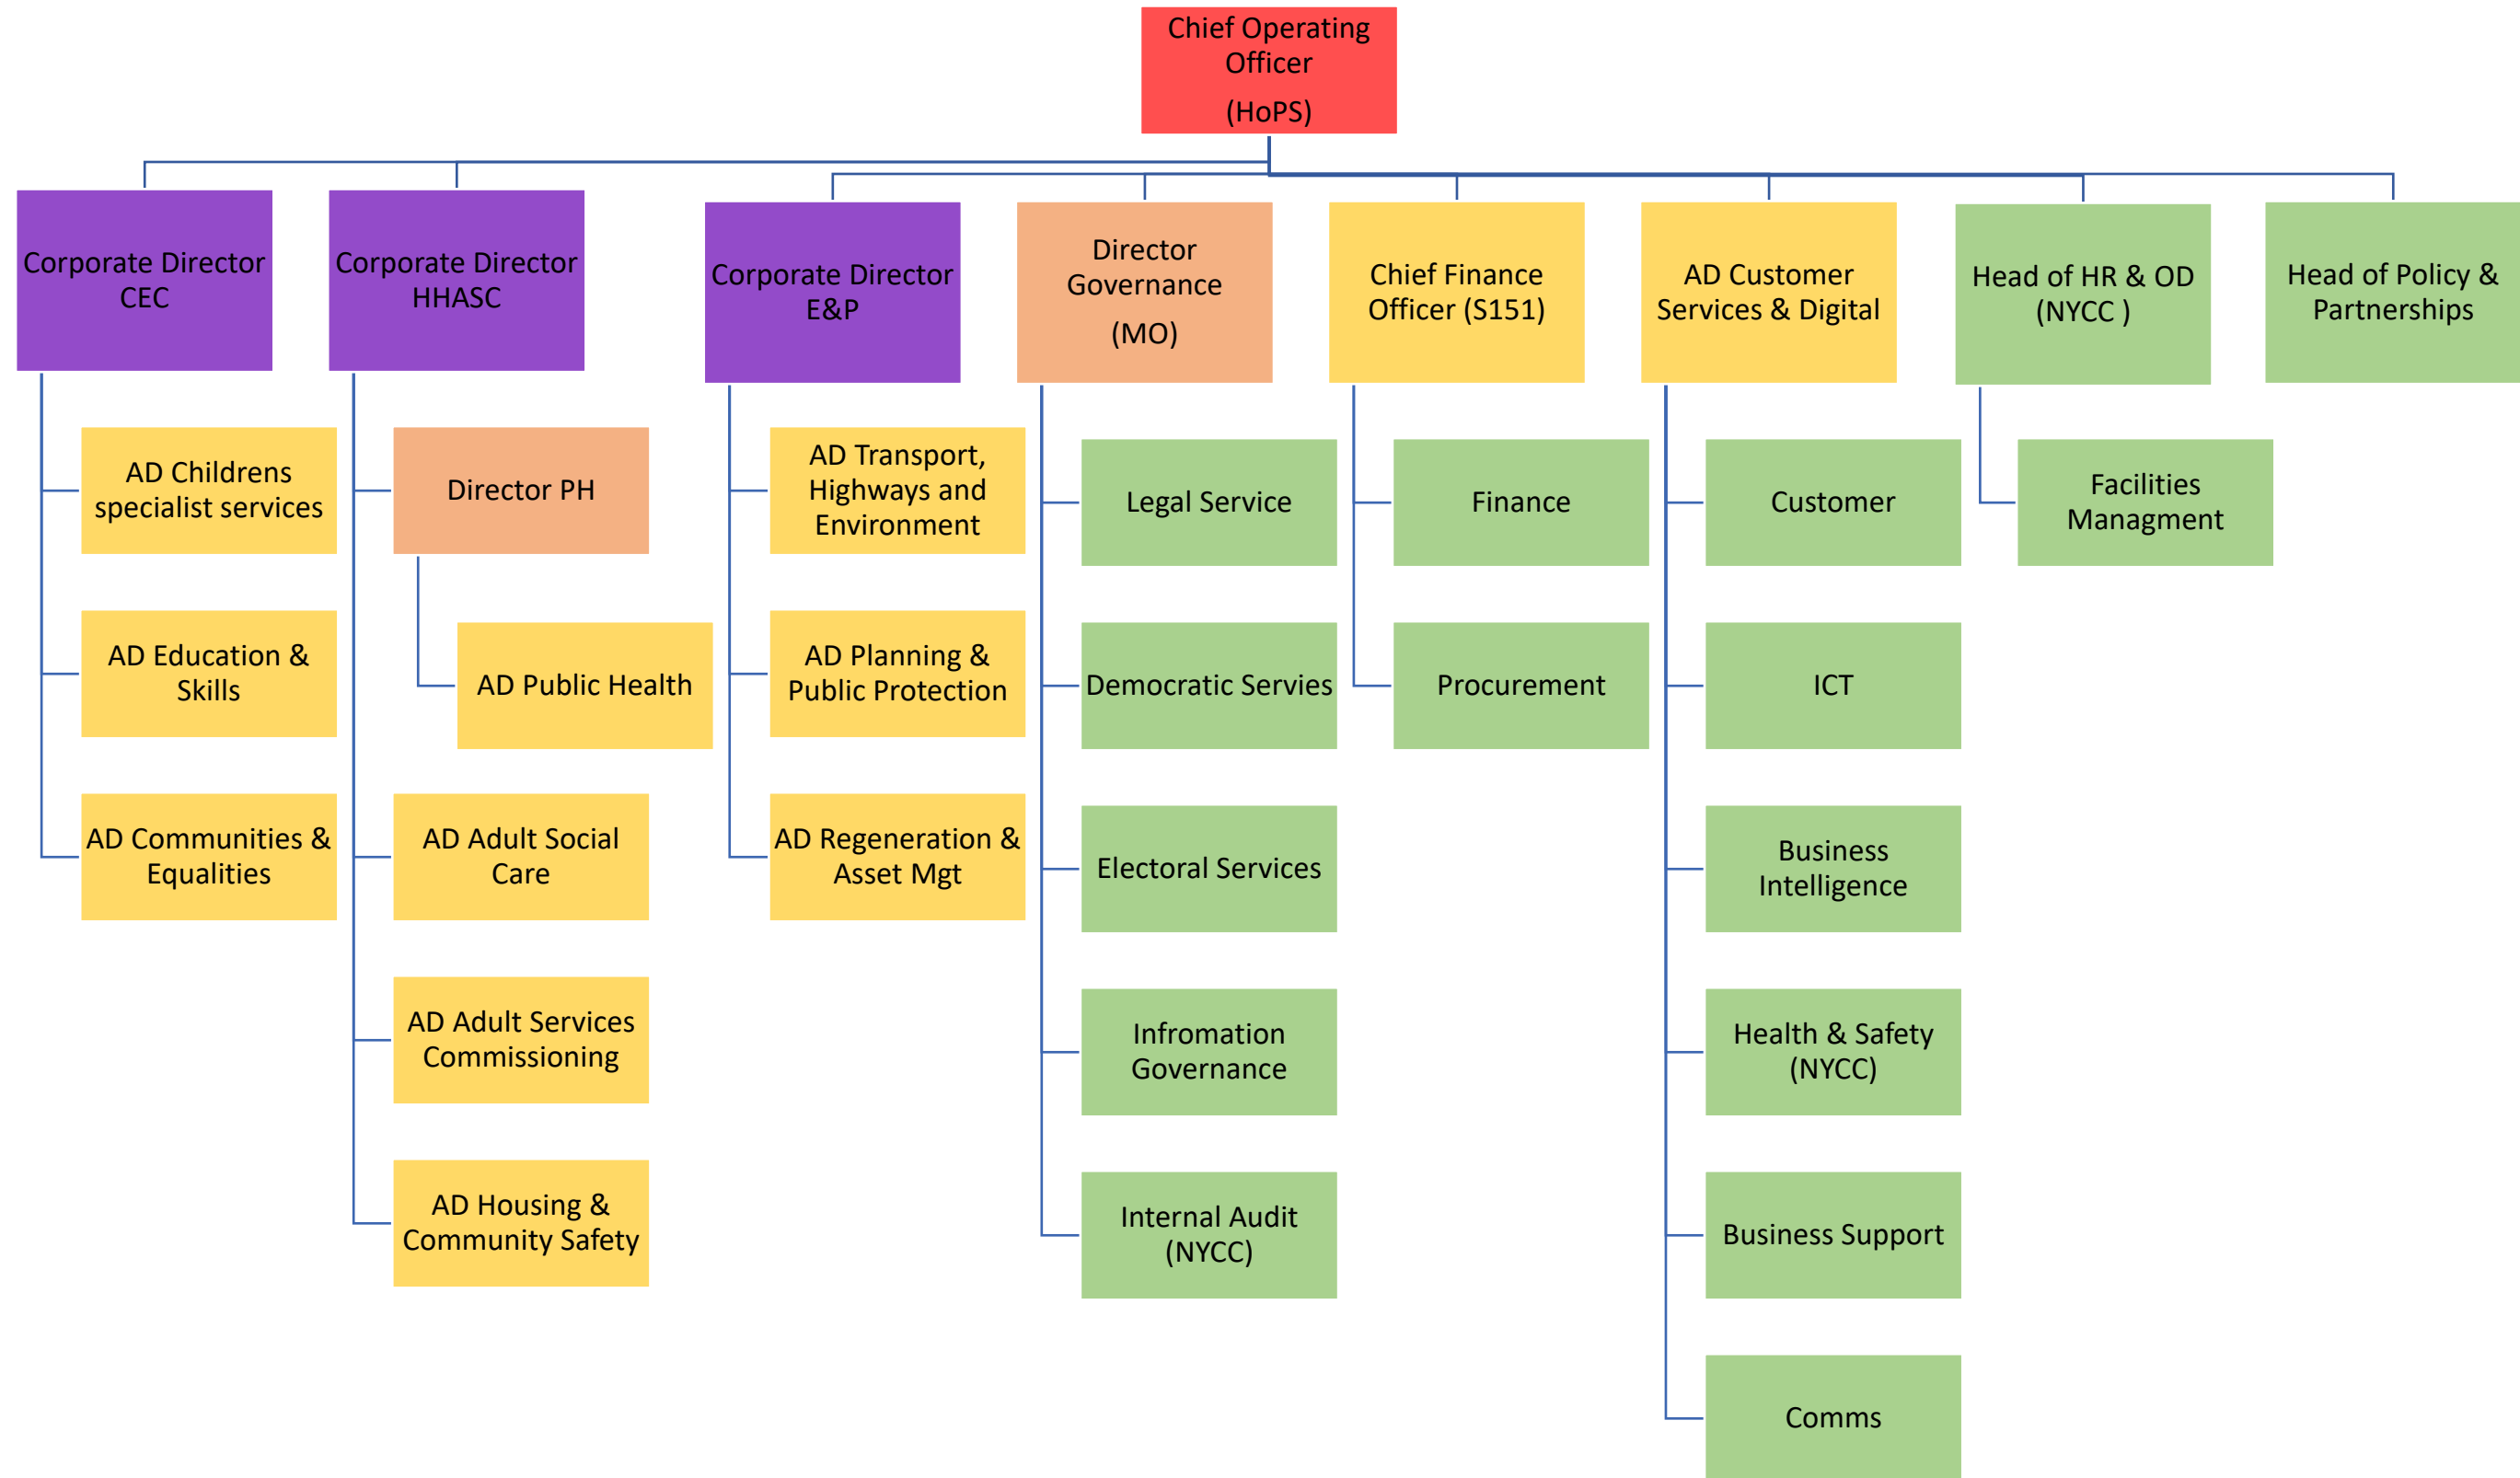 Chief Operating
Officer
(HoPS)
Corporate Director
CEC
Corporate Director
HHASC
Corporate Director
E&P
Director
Governance
(MO)
Chief Finance
Officer (S151)
AD Customer
Services & Digital
Head of HR & OD
(NYCC )
Head of Policy &
Partnerships
AD Childrens
specialist services
AD Education &
Skills
AD Communities &
Equalities
Director PH
AD Public Health
AD Adult Social
Care
AD Adult Services
Commissioning
AD Housing &
Community Safety
AD Transport,
Highways and
Environment
AD Planning &
Public Protection
AD Regeneration &
Asset Mgt
Legal Service
Democratic Servies
Electoral Services
Infromation
Governance
Internal Audit
(NYCC)
Finance
Procurement
Customer
ICT
Business
Intelligence
Health & Safety
(NYCC)
Business Support
Comms
Facilities
Managment